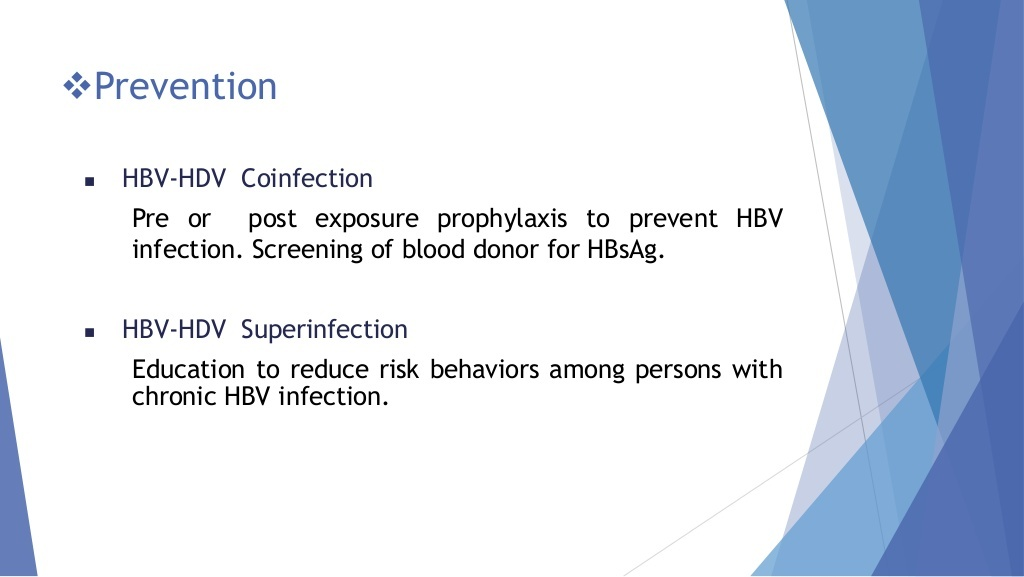 ❖Prevention
▪ HBV-HDV Coinfection
Pre or post exposure prophylaxis to prevent HBV
infection. Screening of blood donor for HBsAg.
▪ HBV-HDV Superinfection
Education to reduce risk behaviors among persons with
chronic HBV infection.